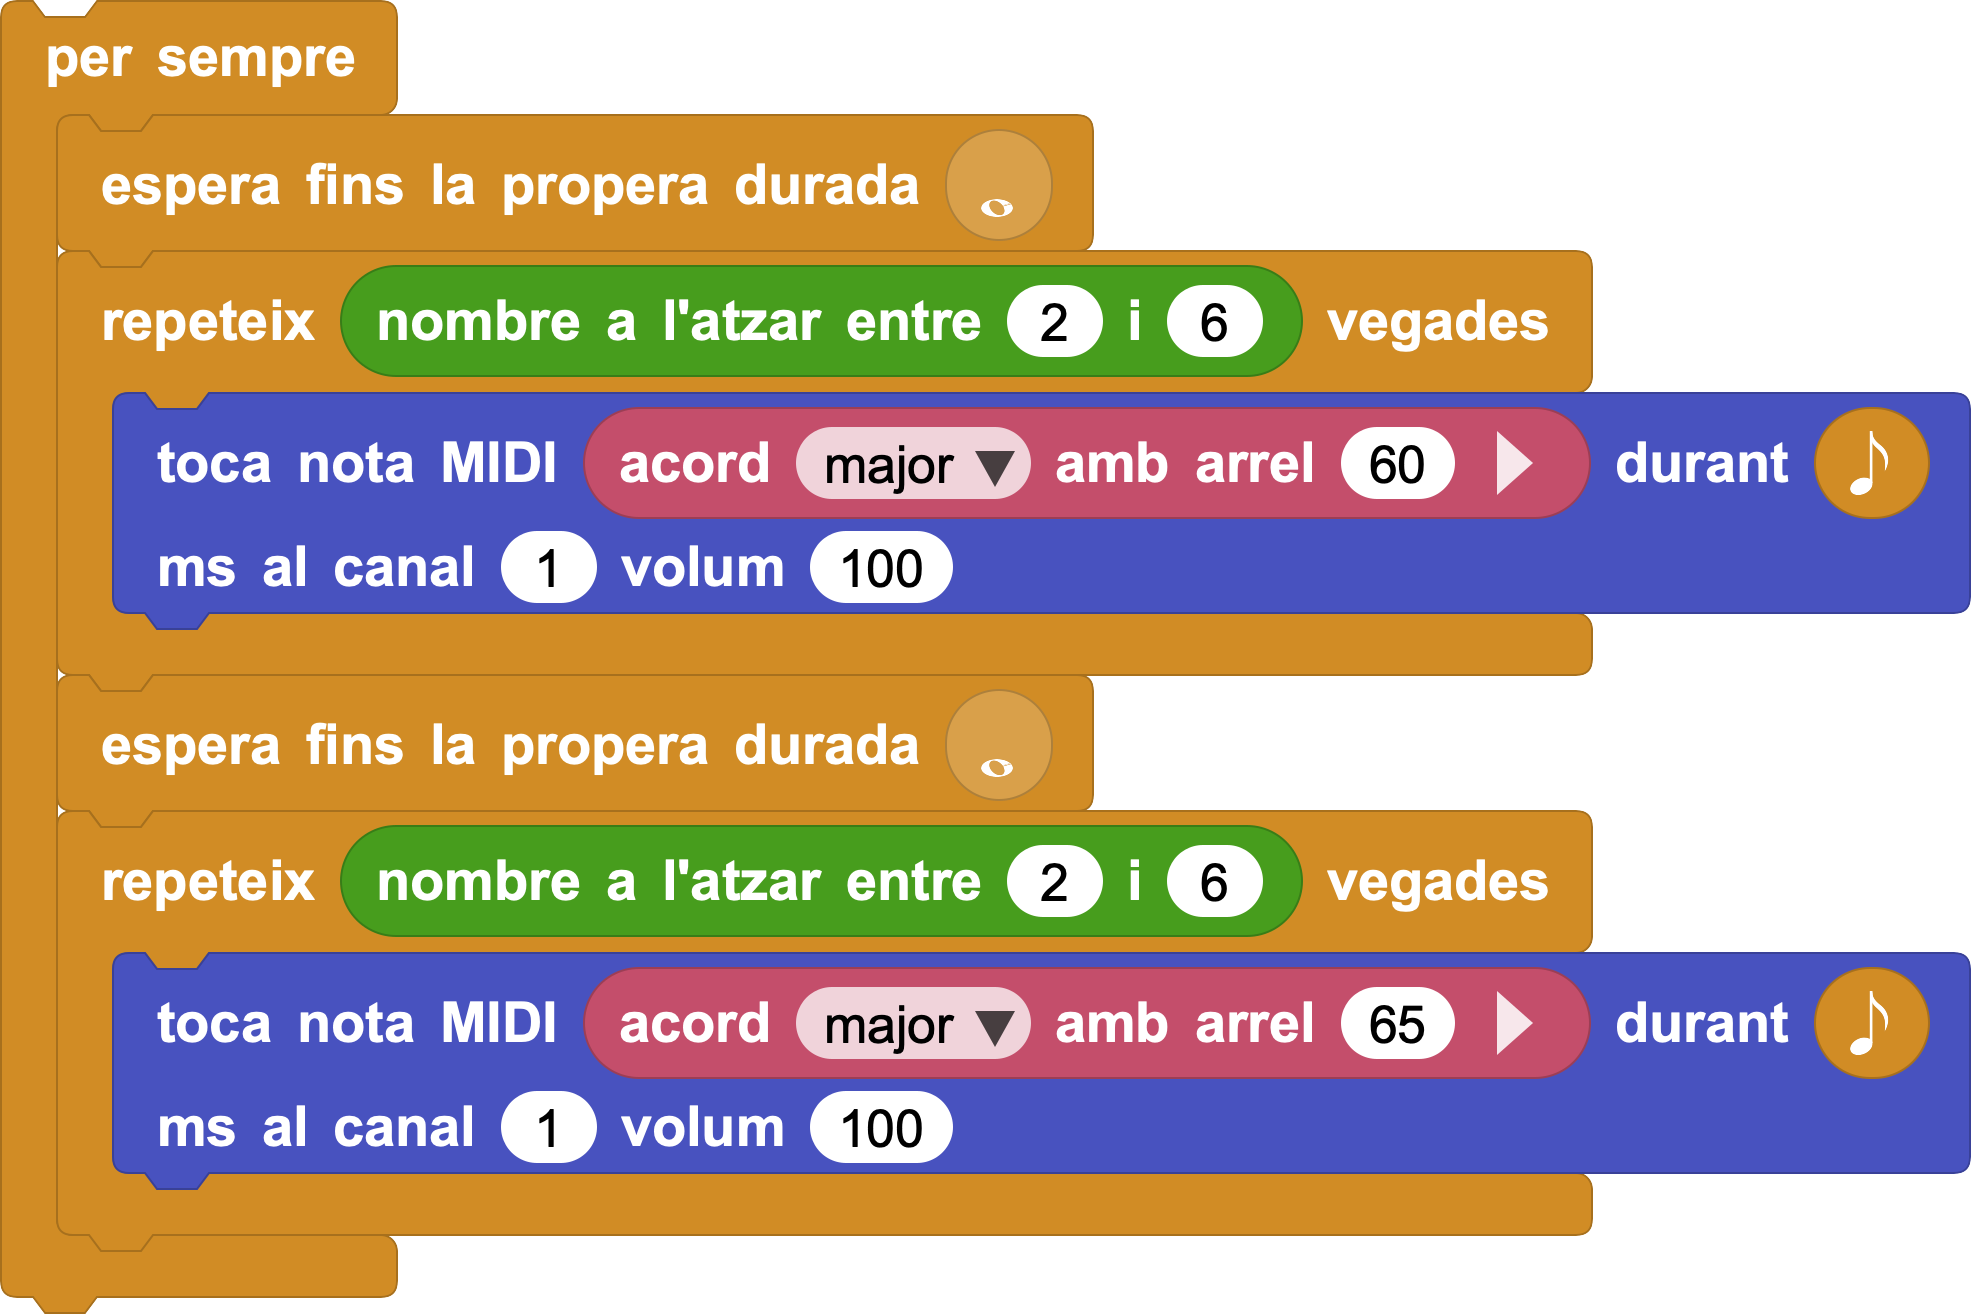 per sempre
espera fins la propera durada
repeteix nombre a l'atzar entre 2 i 6 vegades
toca nota MIDI acord major amb arrel 60 durant
ms al canal 1 volum 100
espera fins la propera durada
repeteix nombre a l'atzar entre 2 i 6 vegades
toca nota MIDI acord major amb arrel 65 durant
ms al canal 1 volum 100